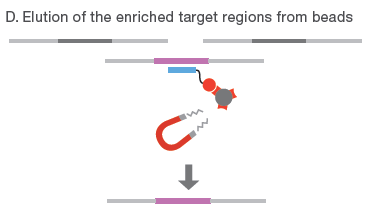 D. Elution of the enriched target regions from beads